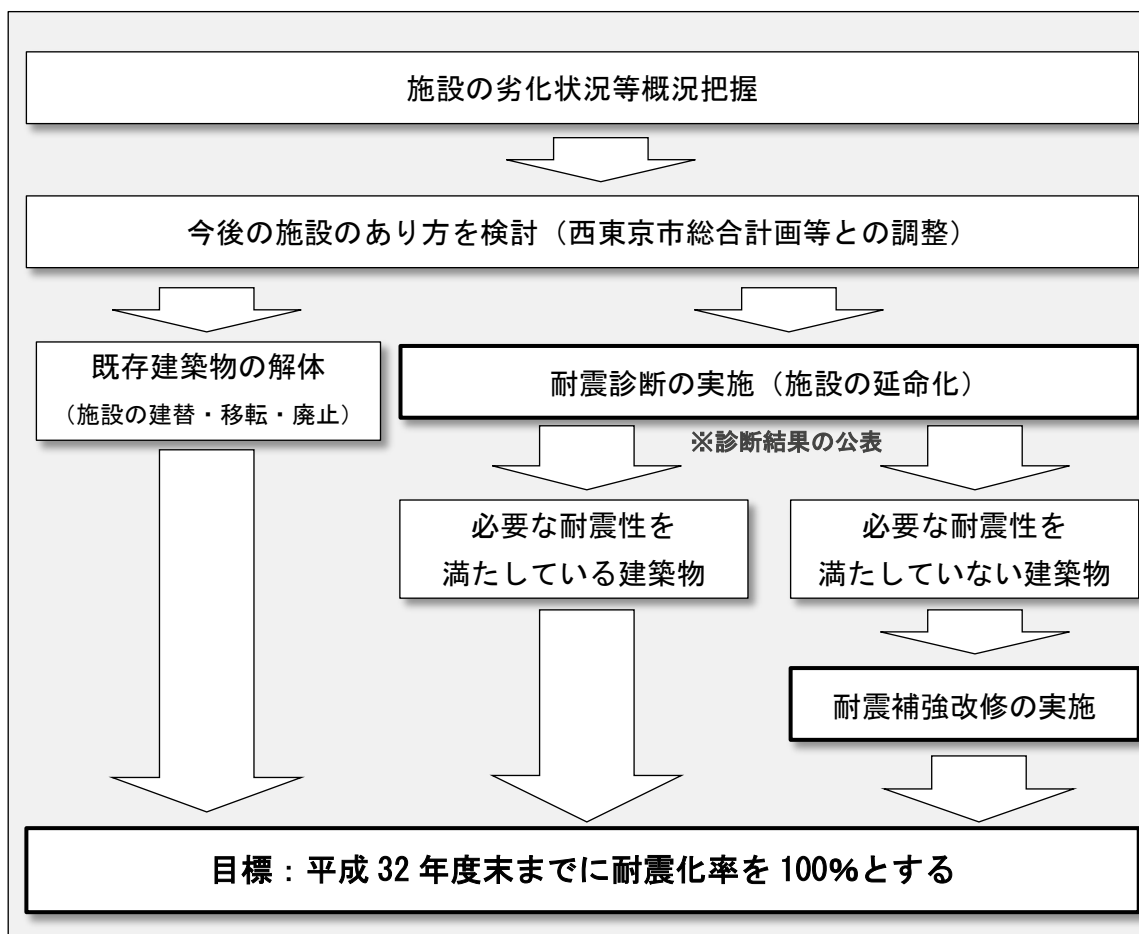 施設の劣化状況等概況把握
今後の施設のあり方を検討（西東京市総合計画等との調整）
既存建築物の解体
（施設の建替・移転・廃止）
耐震診断の実施（施設の延命化）
※診断結果の公表
必要な耐震性を
満たしている建築物
必要な耐震性を
満たしていない建築物
耐震補強改修の実施
目標：平成 32 年度末までに耐震化率を 100%とする